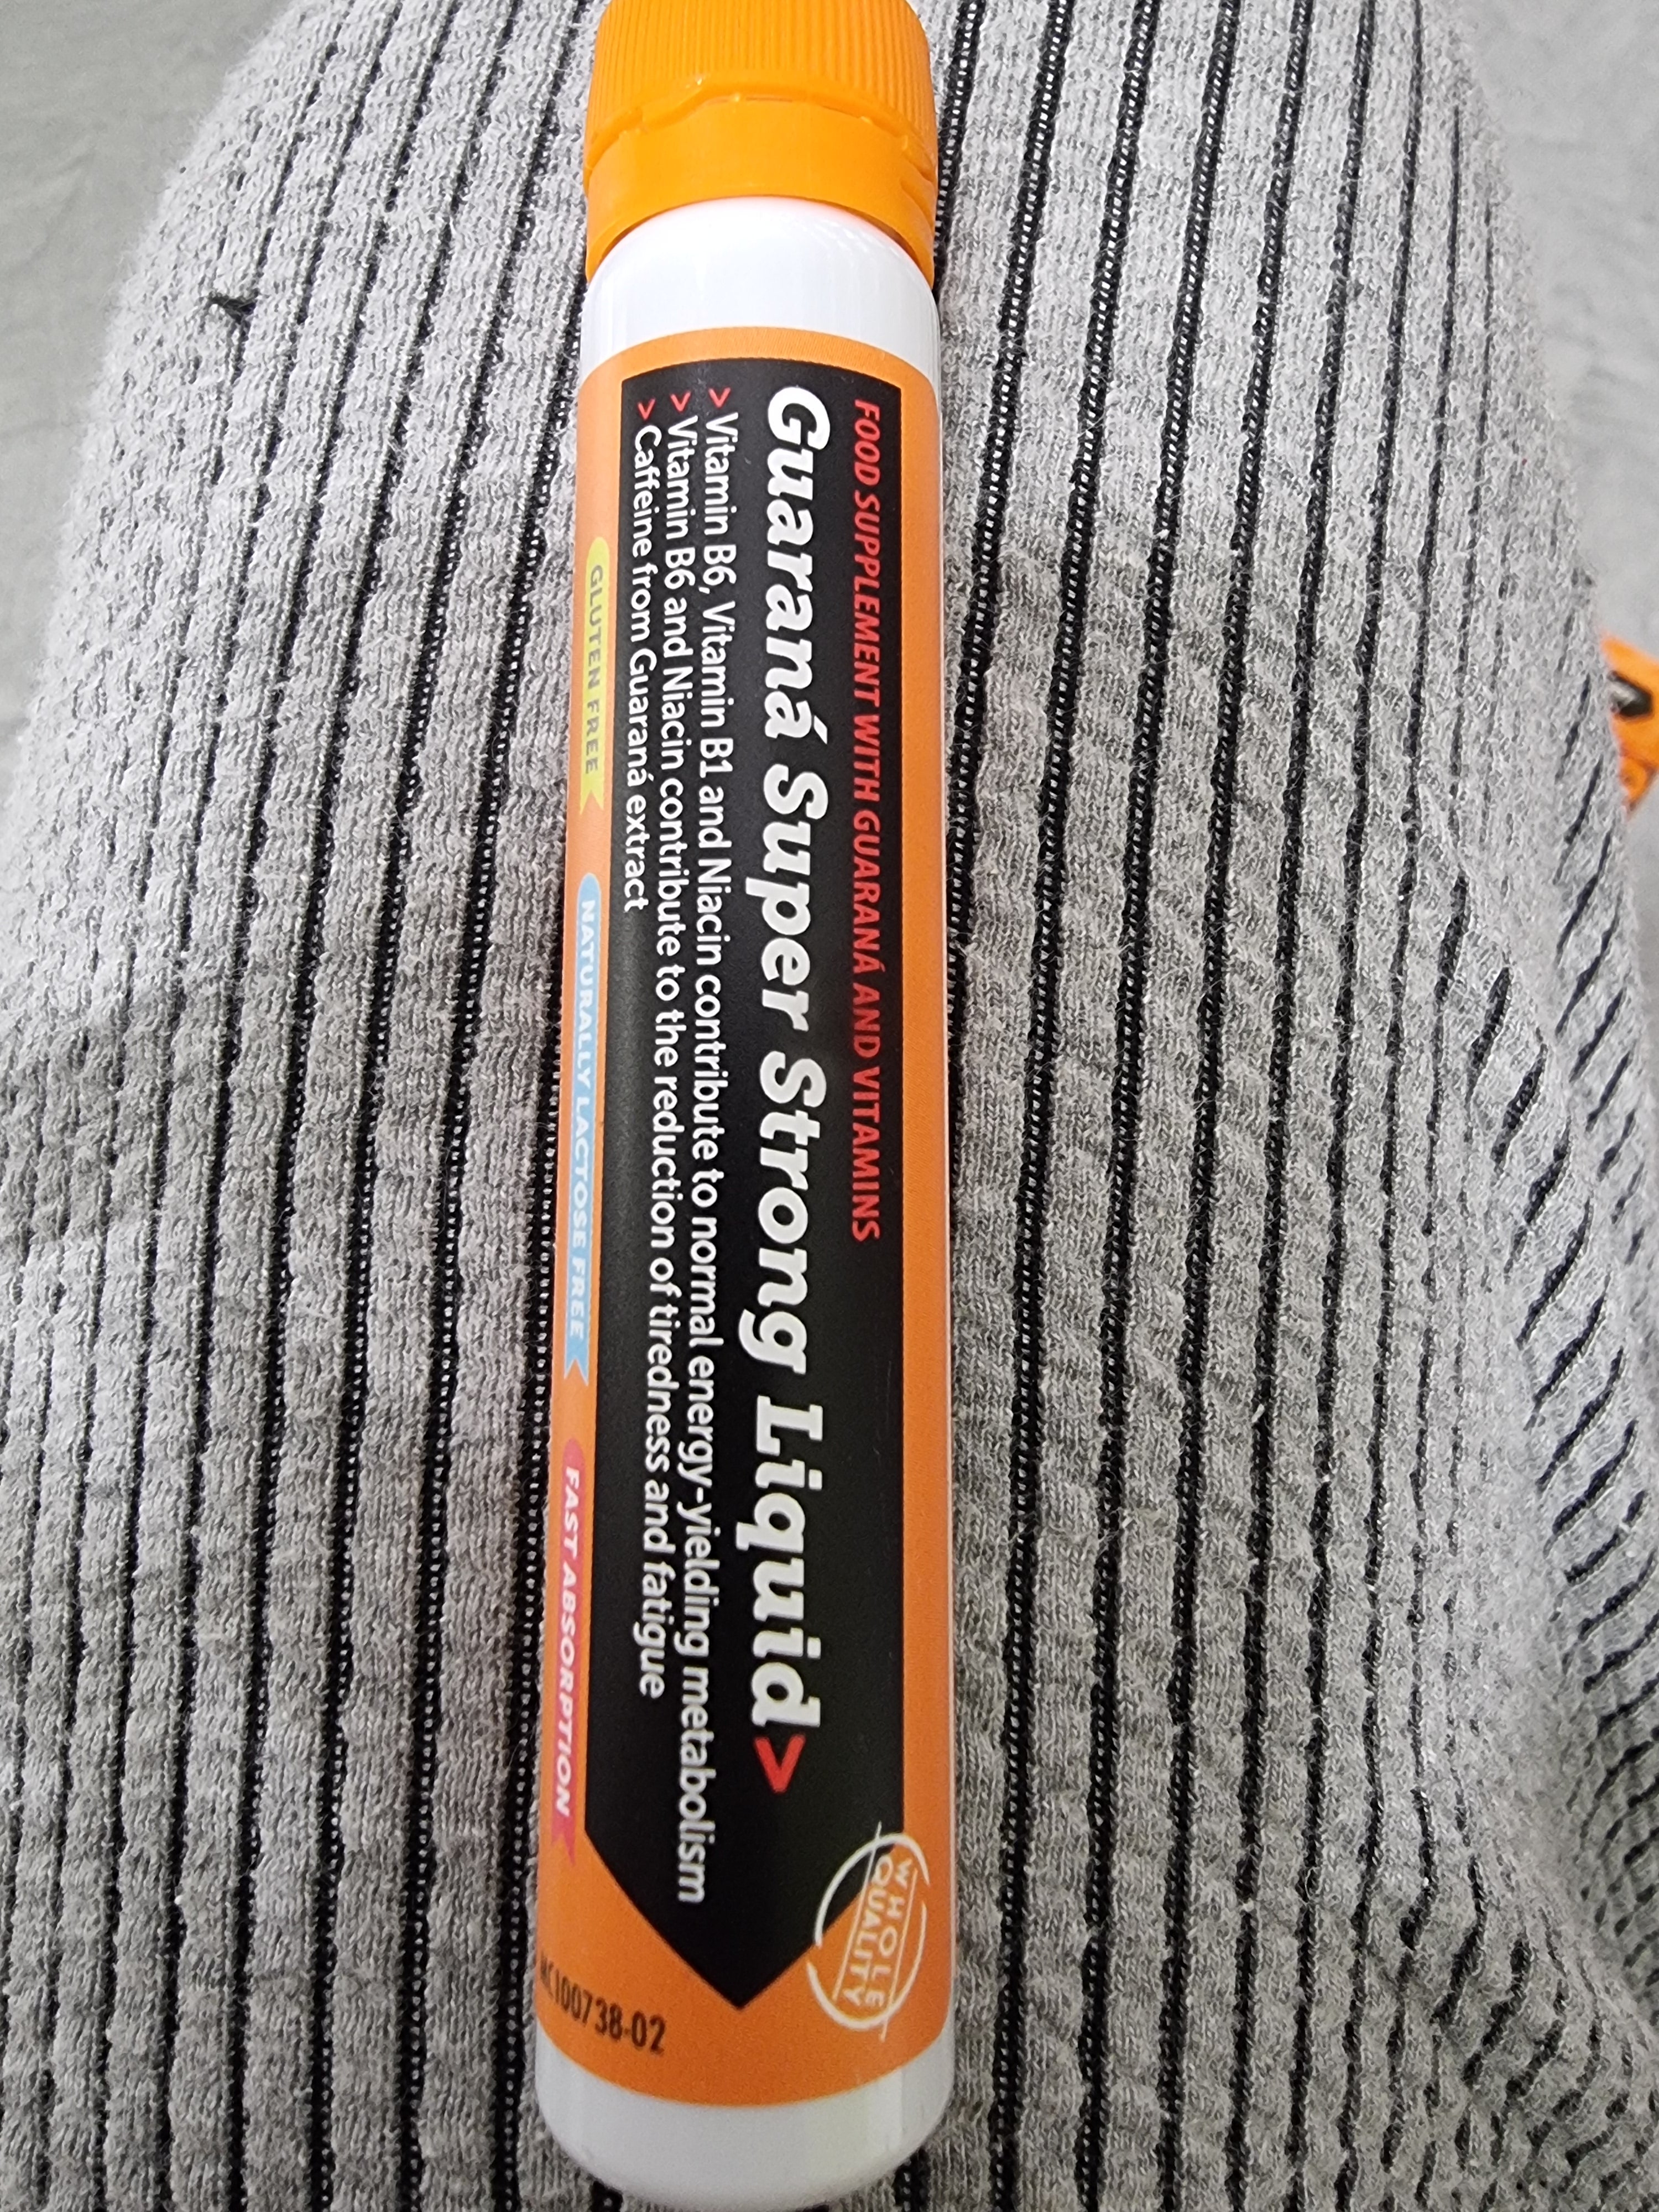 FOOD SUPPLEMENT WITH GUARANÁ AND VITAMINS
Guaraná Super Strong Liquid>
> Vitamin B6, Vitamin B1 and Niacin contribute to normal energy-yielding metabolism
> Vitamin B6 and Niacin contribute to the reduction of tiredness and fatigue
> Caffeine from Guaraná extract
WHOLE
QUALITY
GLUTEN FREE
NATURALLY LACTOSE FREE
FAST ABSORPTION